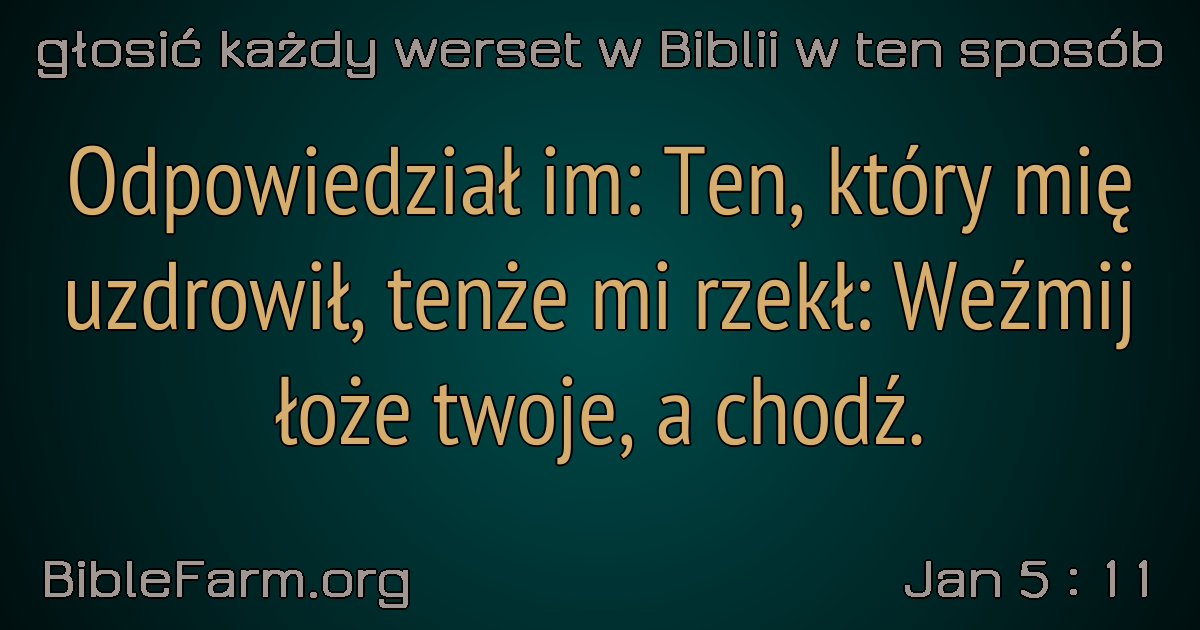 głosić każdy werset w Biblii w ten sposób
Odpowiedział im: Ten, który mię
uzdrowił, tenże mi rzekł: Weźmij
łoże twoje, a chodź.
BibleFarm.org
Jan 5 : 11